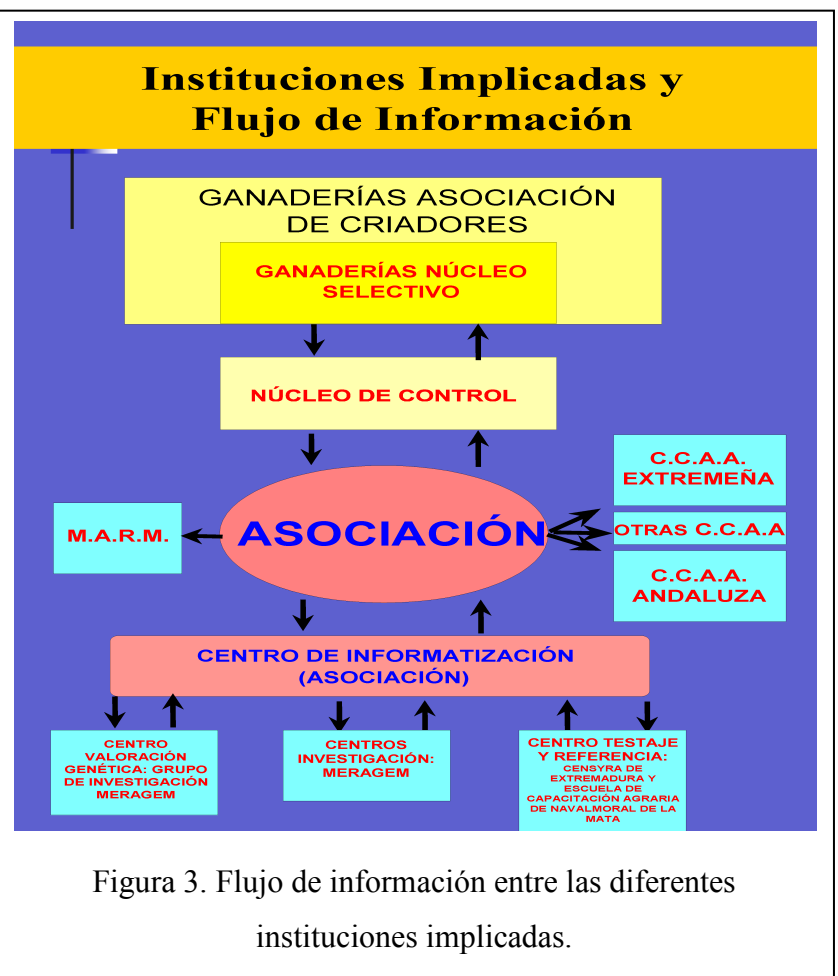 Instituciones Implicadas y
Flujo de Información
GANADERÍAS ASOCIACIÓN
DE CRIADORES
GANADERÍAS NÚCLEO
SELECTIVO
NÚCLEO DE CONTROL
C.C.A.A.
EXTREMEÑA
M.A.R.M.
ASOCIACIÓN
OTRAS C.C.A.A
C.C.A.A.
ANDALUZA
CENTRO DE INFORMATIZACIÓN
(ASOCIACIÓN)
CENTRO
VALORACIÓN
GENÉTICA: GRUPO
DE INVESTIGACIÓN
MERAGEM
CENTROS
INVESTIGACIÓN:
MERAGEM
CENTRO TESTAJE
Y REFERENCIA:
CENSYRA DE
EXTREMADURA Y
ESCUELA DE
CAPACITACIÓN AGRARIA
DE NAVALMORAL DE LA
MATA
Figura 3. Flujo de información entre las diferentes
instituciones implicadas.